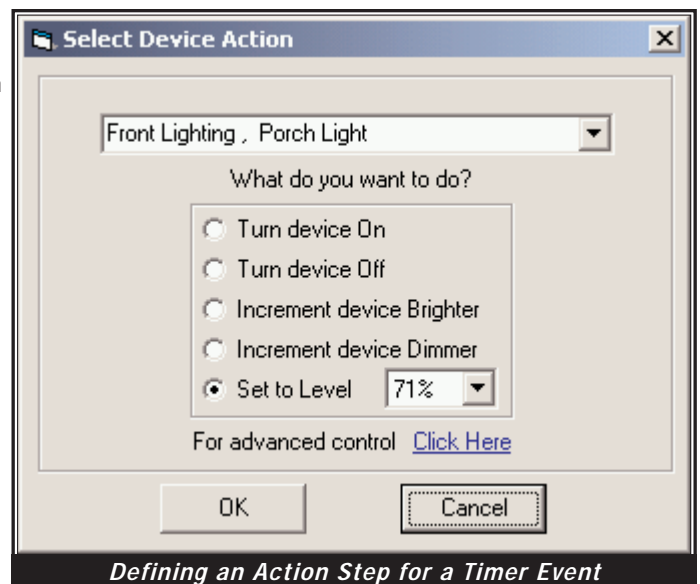 Select Device Action
Front Lighting , Porch Light
What do you want to do?
Turn device On
Turn device Off
Increment device Brighter
Increment device Dimmer
Set to Level 71%
For advanced control Click Here
OK Cancel
Defining an Action Step for a Timer Event